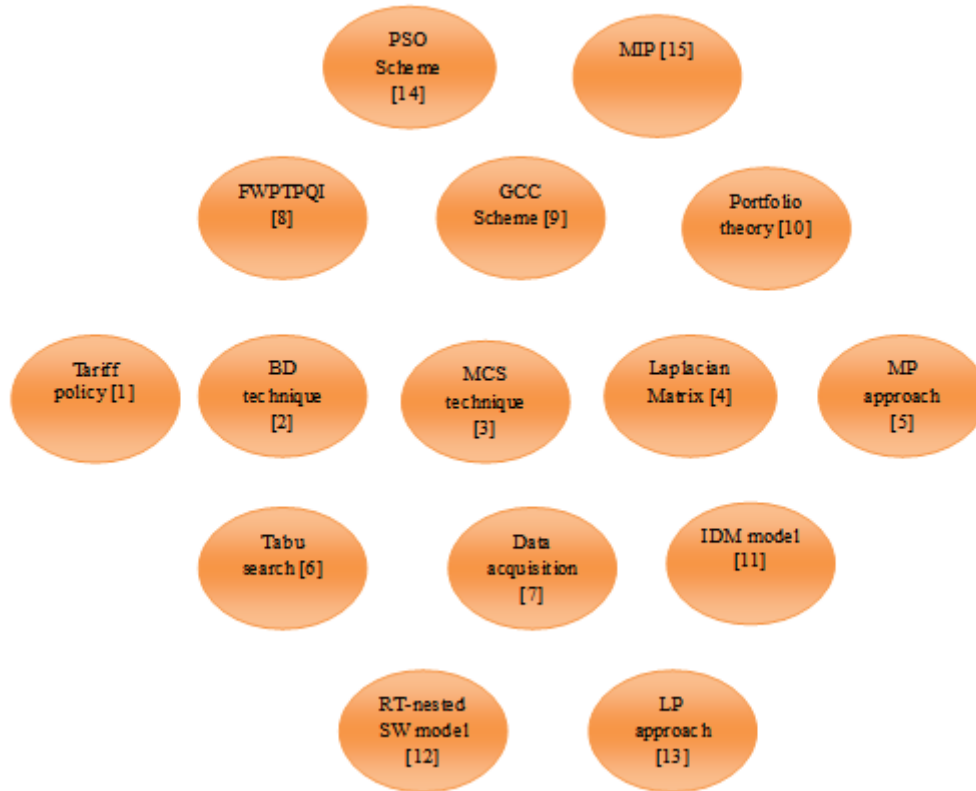 PSO
Scheme
[14]
MIP [15]
FWPTPQI
[8]
GCC
Scheme [9]
Portfolio
theory [10]
Tariff
policy [1]
BD
technique
[2]
MCS
technique
[3]
Laplacian
Matrix [4]
MP
approach
[5]
Tabu
search [6]
Data
acquisition
[7]
IDM model
[11]
RT-nested
SW model
[12]
LP
approach
[13]